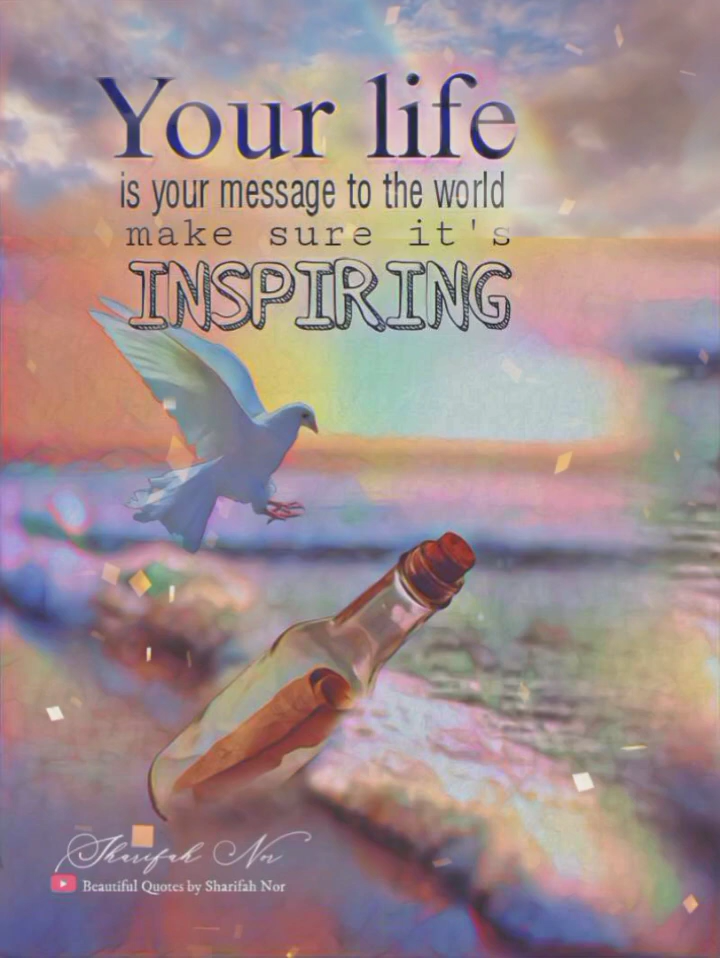 Your life
is your message to the world
make sure it's
INSPIRING
Sharifah Nor
Beautiful Quotes by Sharifah Nor